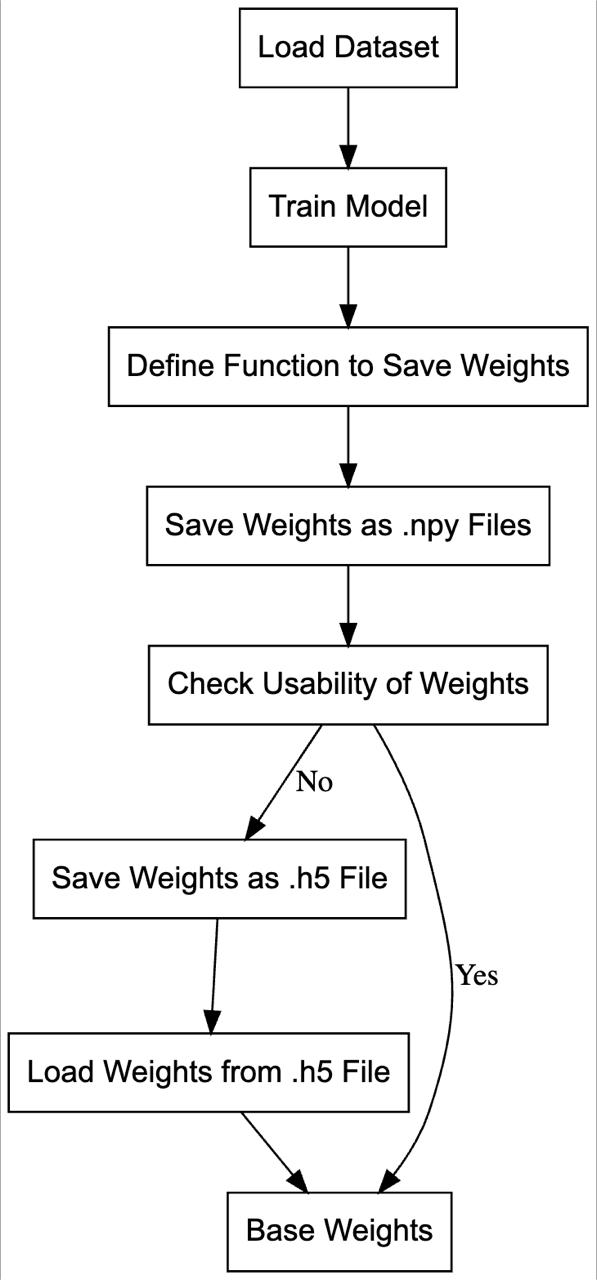 Load Dataset
Train Model
Define Function to Save Weights
Save Weights as .npy Files
Check Usability of Weights
No
Save Weights as .h5 File
Yes
Load Weights from .h5 File
Base Weights